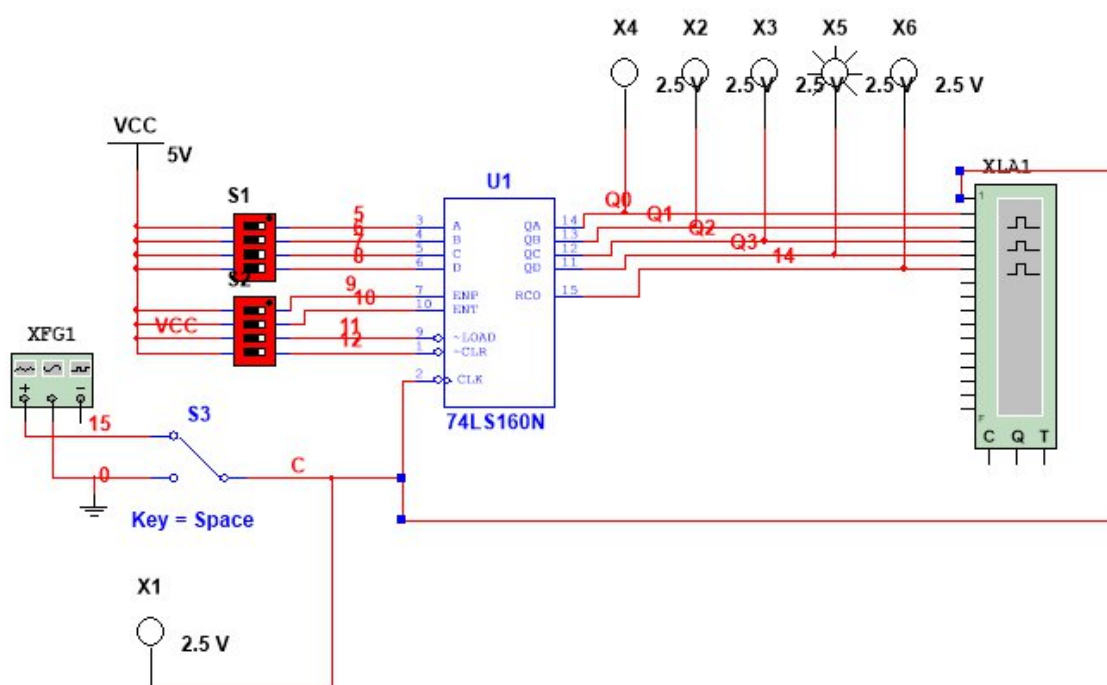 X4 X2 X3 X5 X6
2.5 V 2.5 V 2.5 V 2.5 V 2.5 V
VCC
5V
XLA1
S1
U1
5 3 A QA 14 Q0
6 4 B QB 13 Q1
7 5 C QC 12 Q2
8 6 D QD 11 Q3
14
S2
9 7 ENP RCO 15
10 10 ENT
VCC
11 9 ~LOAD
12 1 ~CLR
2 CLK
74LS160N
1
F
C Q T
XFG1
+ −
S3
15
0
C
Key = Space
X1
2.5 V